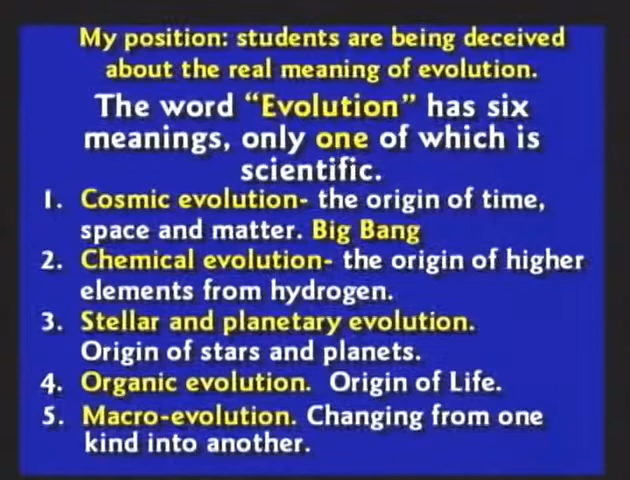 My position: students are being deceived
about the real meaning of evolution.
The word “Evolution” has six
meanings, only one of which is
scientific.
1. Cosmic evolution- the origin of time,
space and matter. Big Bang
2. Chemical evolution- the origin of higher
elements from hydrogen.
3. Stellar and planetary evolution.
Origin of stars and planets.
4. Organic evolution. Origin of Life.
5. Macro-evolution. Changing from one
kind into another.